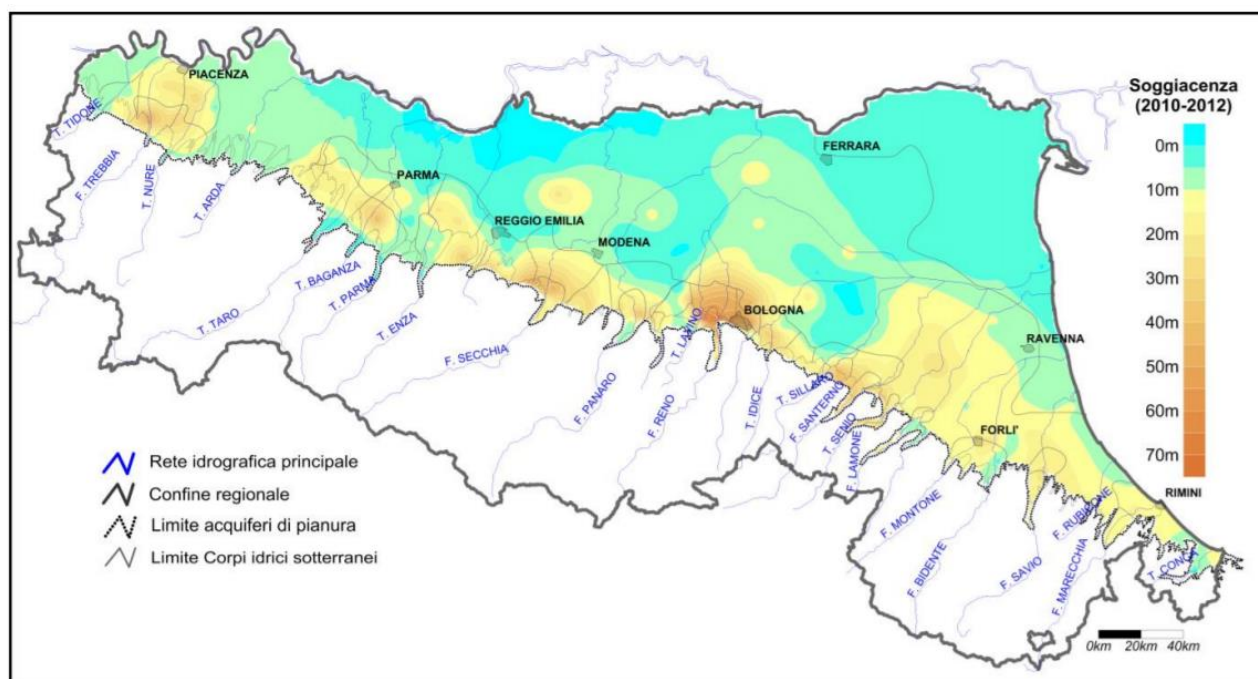 Soggiacenza
(2010-2012)
0m
10m
20m
30m
40m
50m
60m
70m
PIACENZA
PARMA
REGGIO EMILIA
MODENA
BOLOGNA
FERRARA
RAVENNA
FORLI'
RIMINI
T. TIDONE
F. TREBBIA
T. NURE
T. ARDA
T. TARO
T. BAGANZA
T. PARMA
T. ENZA
F. SECCHIA
F. PANARO
F. RENO
T. LAVINO
T. IDICE
T. SILLARO
F. SANTERNO
T. SENIO
F. LAMONE
F. MONTONE
F. BIDENTE
F. SAVIO
F. RUBICONE
F. MARECCHIA
T. CONCA
Rete idrografica principale
Confine regionale
Limite acquiferi di pianura
Limite Corpi idrici sotterranei
0km 20km 40km